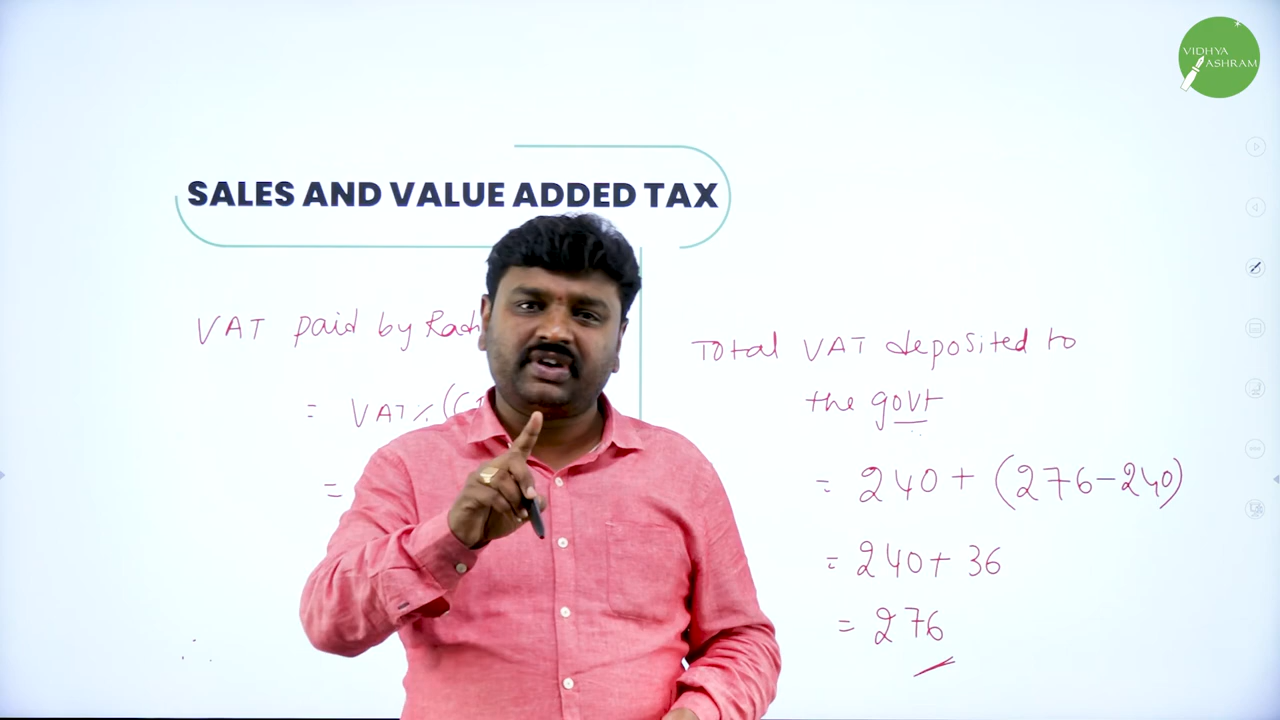 VIDHYA
ASHRAM
SALES AND VALUE ADDED TAX
VAT paid by
= VAT % (
=
Total VAT deposited to
the govt
= 240 + (276-240)
= 240 + 36
= 276